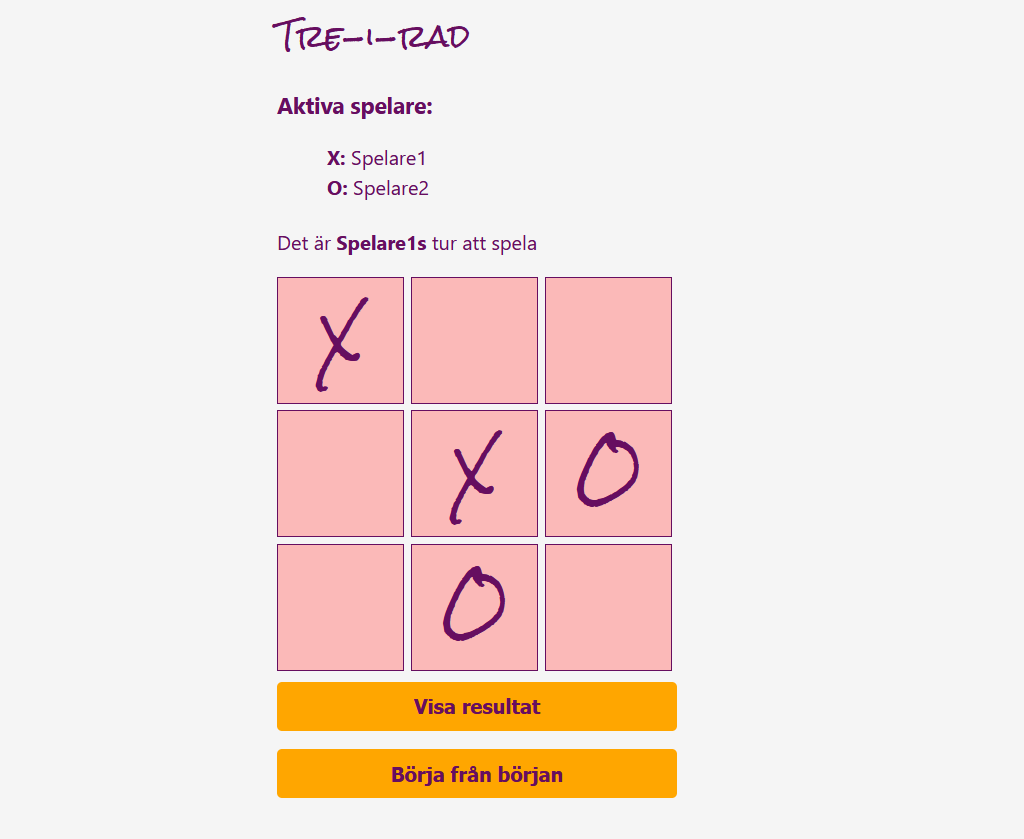 Tre-i-rad
Aktiva spelare:
X: Spelare1
O: Spelare2
Det är Spelare1s tur att spela
X
X O
O
Visa resultat
Börja från början